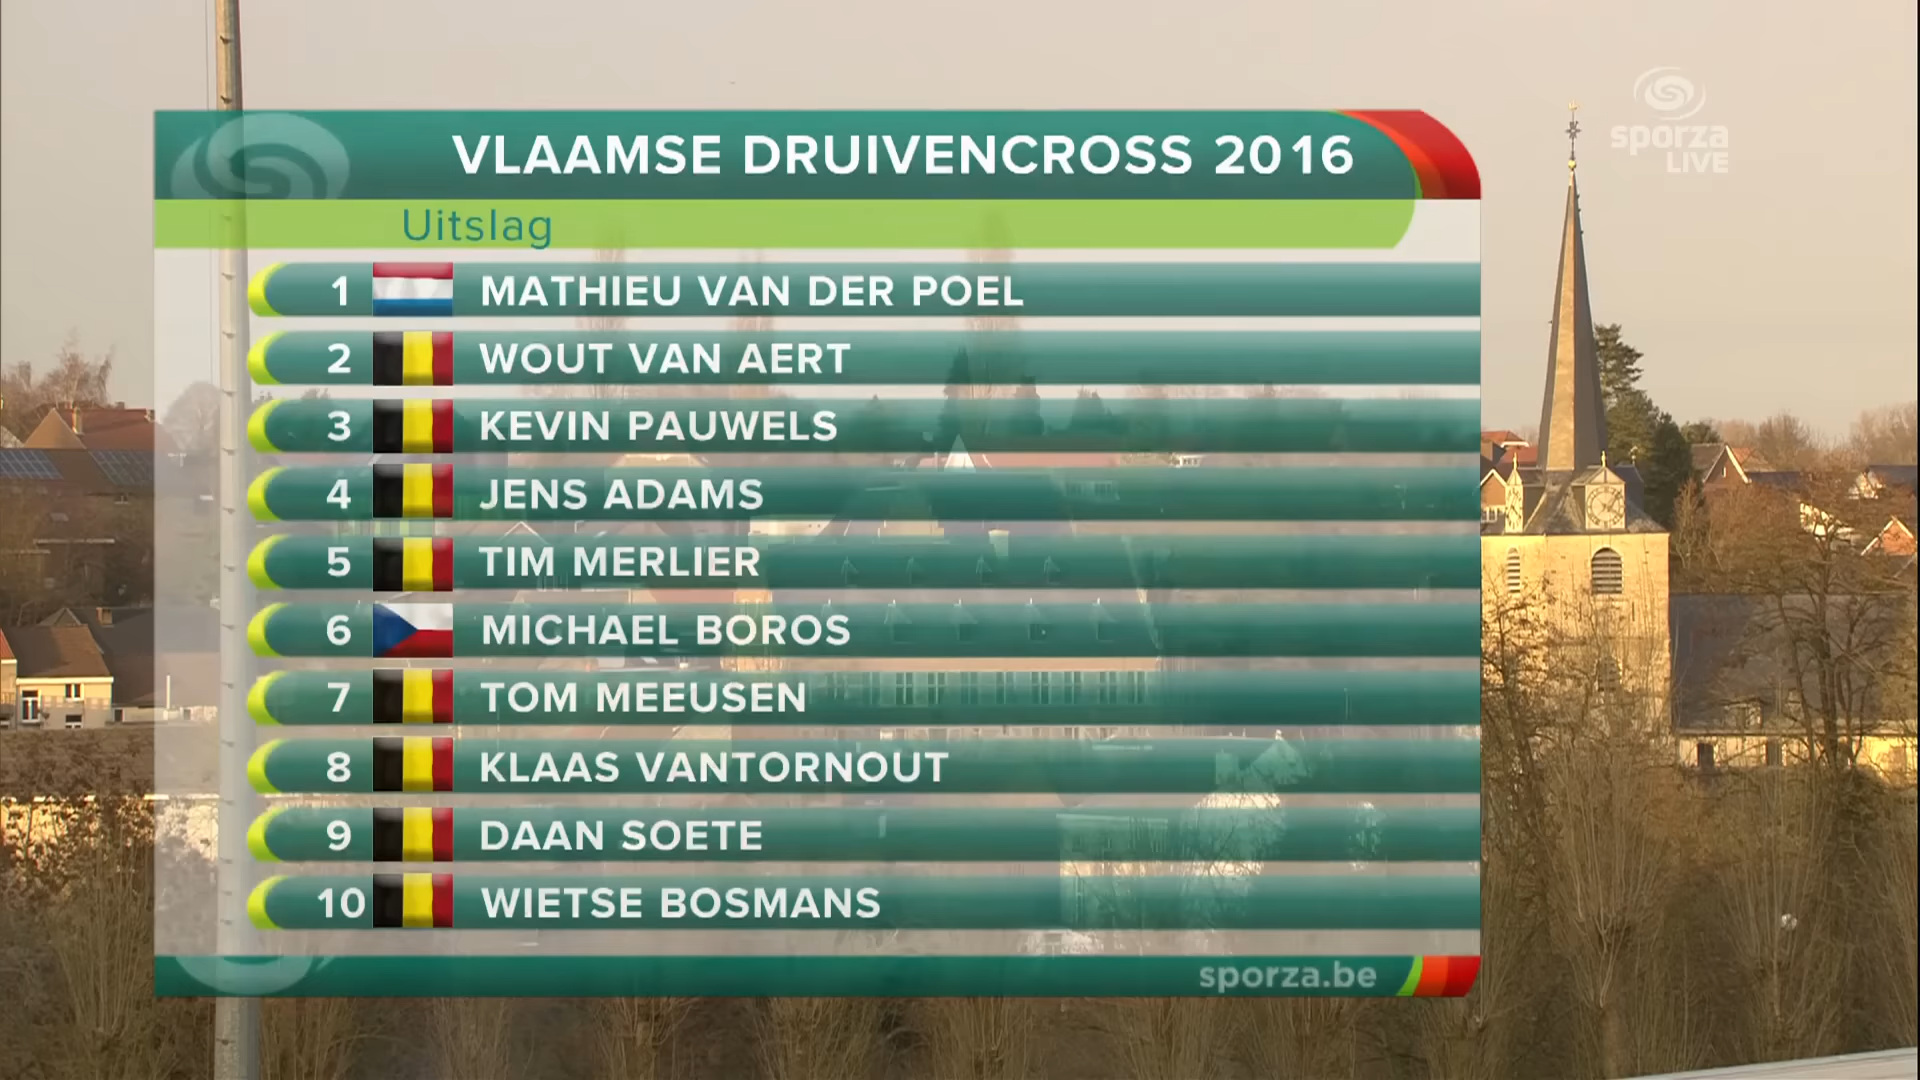 sporza
LIVE
VLAAMSE DRUIVENCROSS 2016
Uitslag
1 MATHIEU VAN DER POEL
2 WOUT VAN AERT
3 KEVIN PAUWELS
4 JENS ADAMS
5 TIM MERLIER
6 MICHAEL BOROS
7 TOM MEEUSEN
8 KLAAS VANTORNOUT
9 DAAN SOETE
10 WIETSE BOSMANS
sporza.be